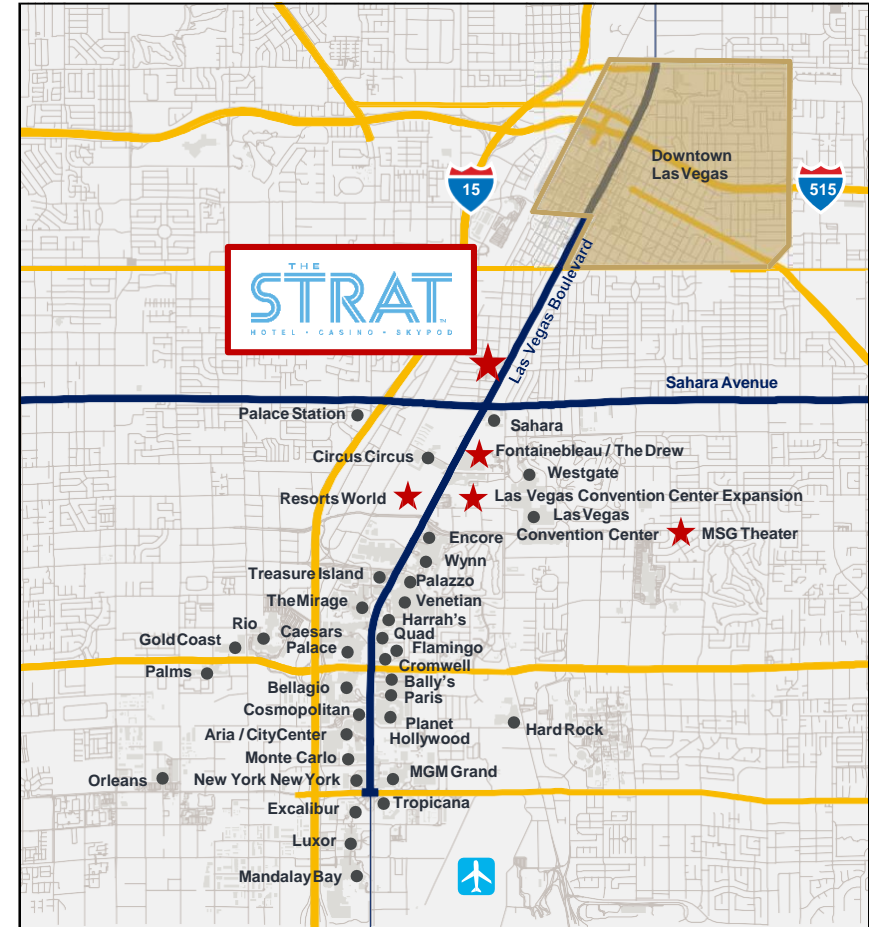 Downtown
Las Vegas
15
515
THE
STRAT™
HOTEL • CASINO • SKYPOD
Las Vegas Boulevard
Sahara Avenue
Palace Station
Sahara
Circus Circus
Fontainebleau / The Drew
Westgate
Resorts World
Las Vegas Convention Center Expansion
Las Vegas
Convention Center
MSG Theater
Encore
Wynn
Treasure Island
Palazzo
The Mirage
Venetian
Harrah's
Rio
Caesars
Palace
Quad
Gold Coast
Flamingo
Cromwell
Palms
Bally's
Bellagio
Paris
Cosmopolitan
Planet
Hollywood
Hard Rock
Aria / CityCenter
Monte Carlo
Orleans
New York New York
MGM Grand
Excalibur
Tropicana
Luxor
Mandalay Bay